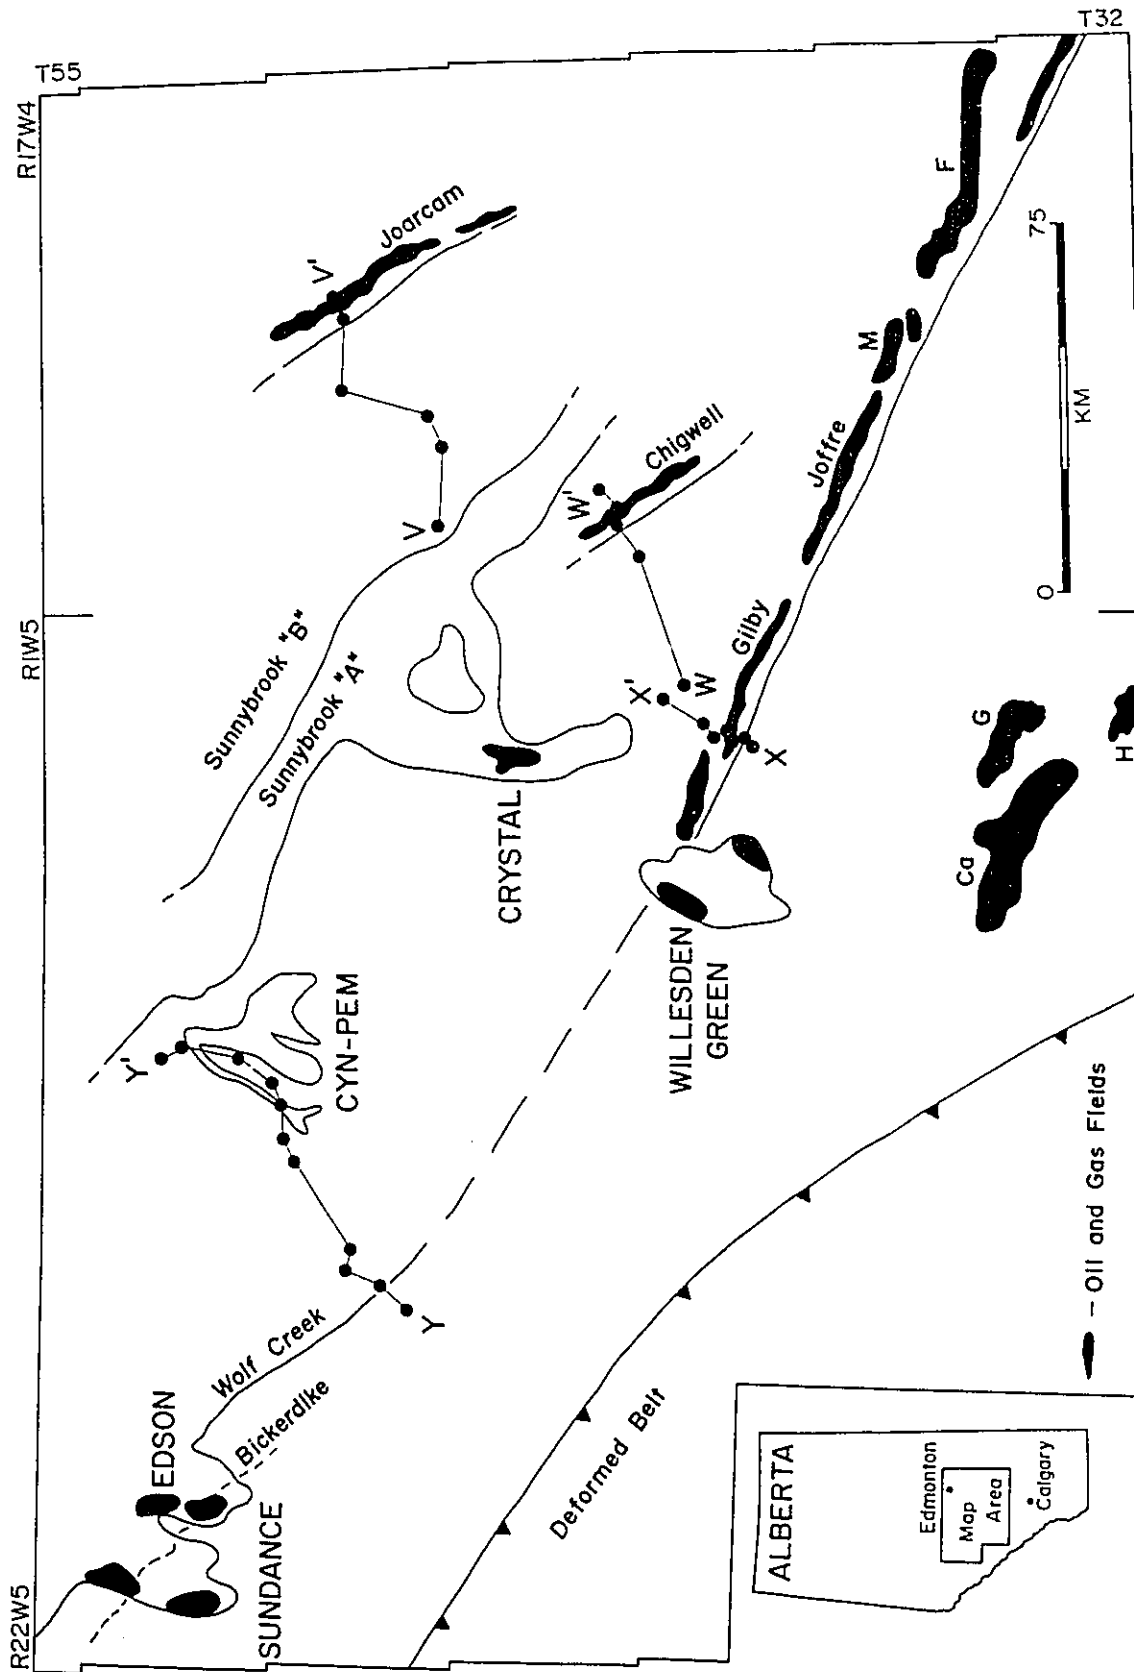 R22W5
R1W5
R17W4
T55
T32
EDSON
SUNDANCE
Bickerdike
Wolf Creek
Y
Y'
CYN-PEM
Sunnybrook "B"
Sunnybrook "A"
CRYSTAL
V
V'
Joarcam
W
W'
Chigwell
X
X'
WILLESDEN
GREEN
Gilby
Joffre
M
F
Ca
G
H
Deformed Belt
0
75
KM
- Oil and Gas Fields
ALBERTA
Edmonton
Map
Area
Calgary